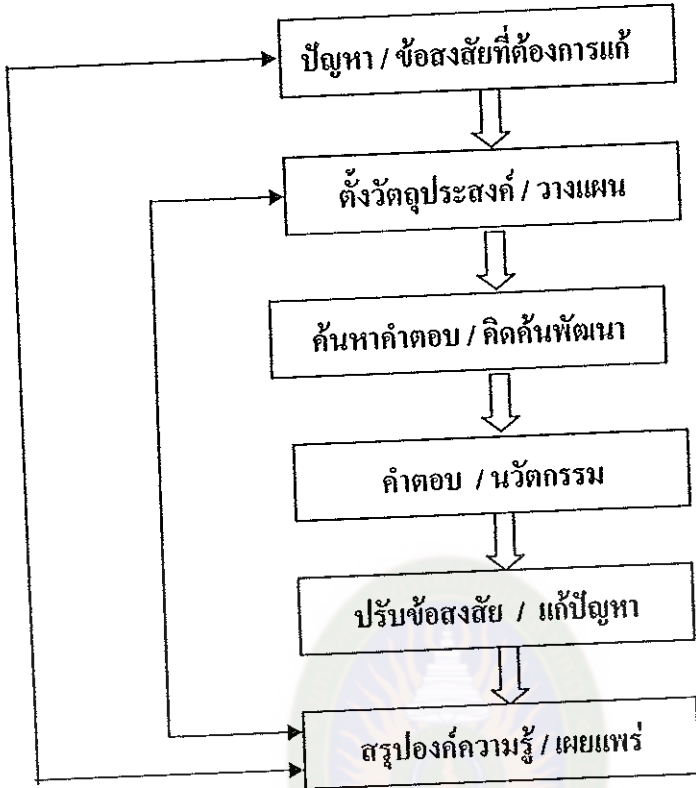 ปัญหา / ข้อสงสัยที่ต้องการแก้
ตั้งวัตถุประสงค์ / วางแผน
ค้นหาคำตอบ / คิดค้นพัฒนา
คำตอบ / นวัตกรรม
ปรับข้อสงสัย / แก้ปัญหา
สรุปองค์ความรู้ / เผยแพร่